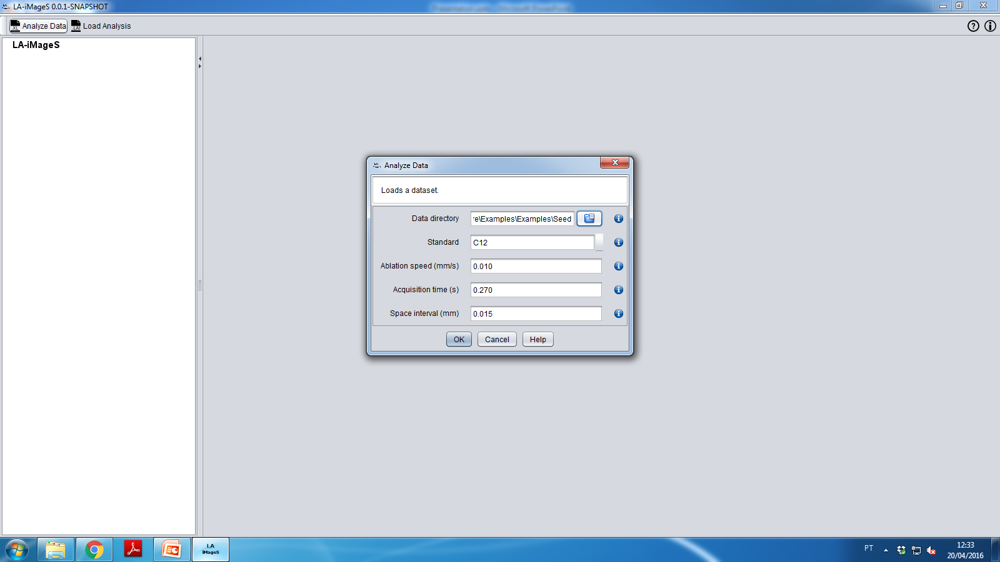 LA-iMageS 0.0.1-SNAPSHOT
Analyze Data
Load Analysis
LA-iMageS
Analyze Data
Loads a dataset.
Data directory
re\Examples\Examples\Seed
Standard
C12
Ablation speed (mm/s)
0.010
Acquisition time (s)
0.270
Space interval (mm)
0.015
OK Cancel Help
LA
iMageS
PT
12:33
20/04/2016